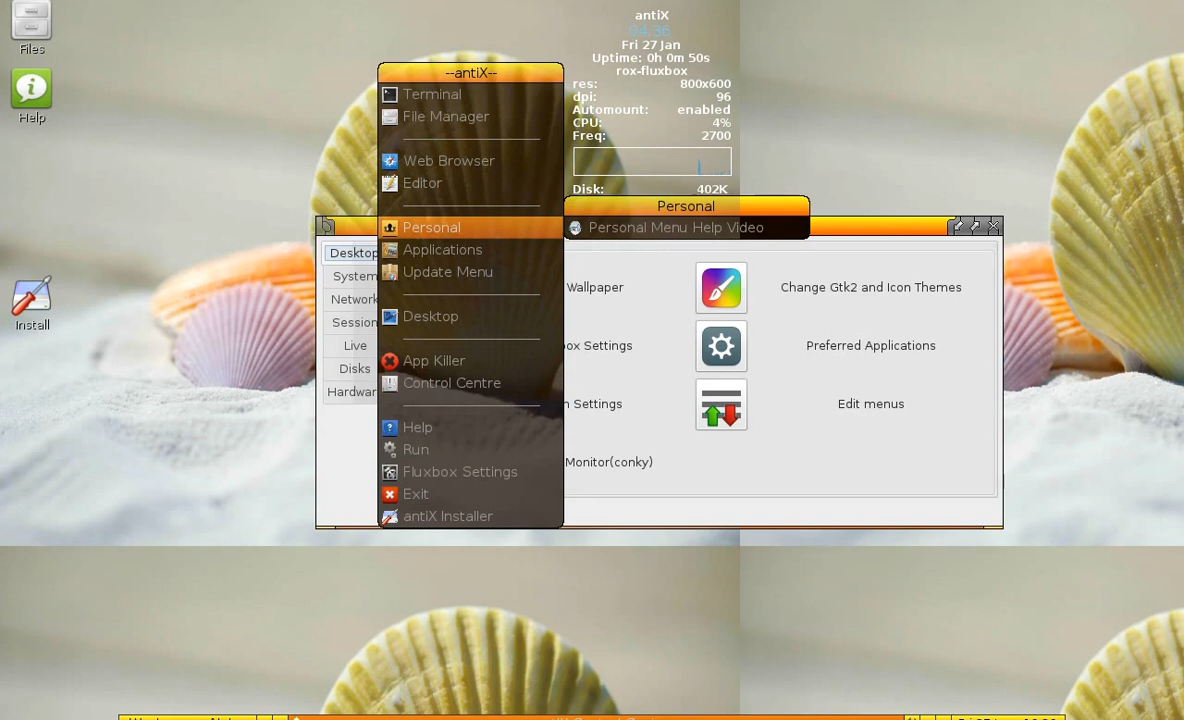 Files
Help
Install
antiX
04:36
Fri 27 Jan
Uptime: 0h 0m 50s
rox-fluxbox
res: 800x600
dpi: 96
Automount: enabled
CPU: 4%
Freq: 2700
Disk: 402K
--antiX--
Terminal
File Manager
Web Browser
Editor
Personal
Applications
Update Menu
Desktop
App Killer
Control Centre
Help
Run
Fluxbox Settings
Exit
antiX Installer
Personal
Personal Menu Help Video
Desktop
System
Network
Session
Live
Disks
Hardwar
Wallpaper
Change Gtk2 and Icon Themes
ox Settings
Preferred Applications
n Settings
Edit menus
Monitor(conky)